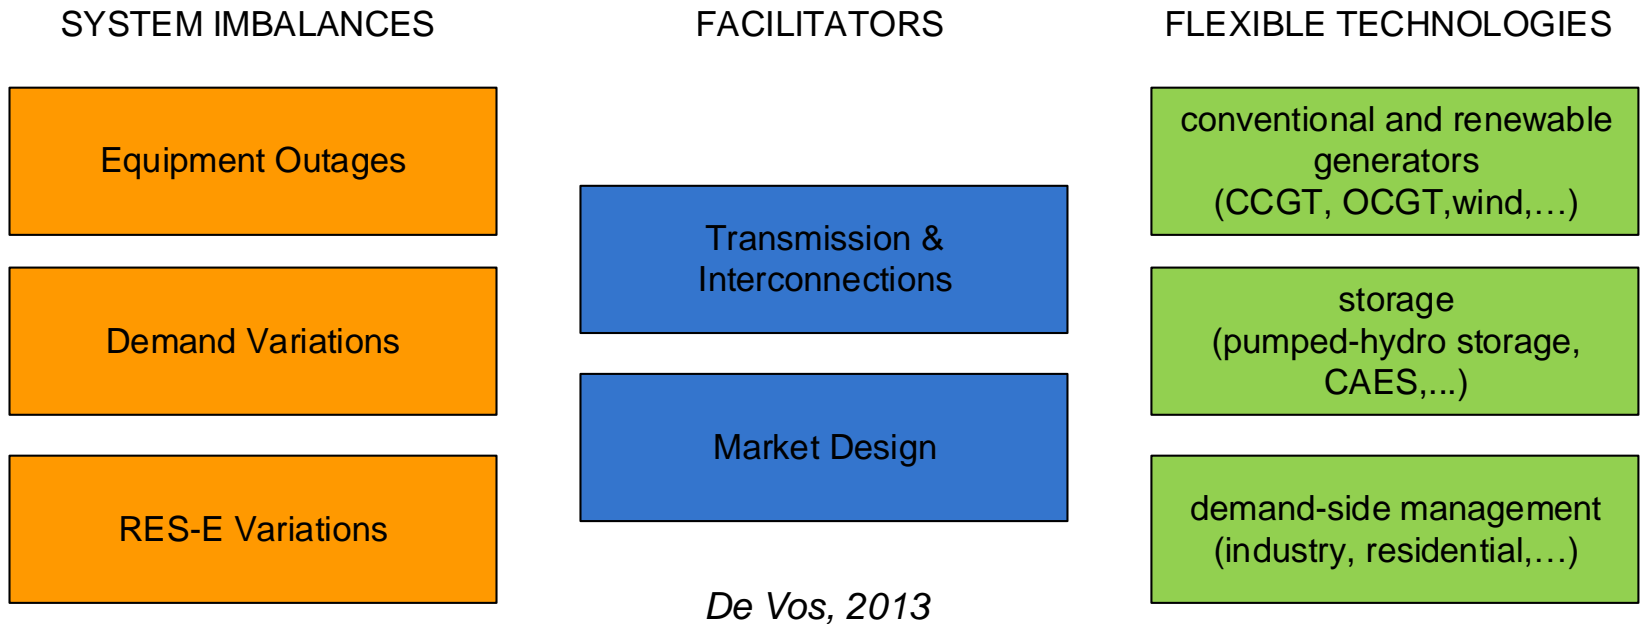 SYSTEM IMBALANCES
Equipment Outages
Demand Variations
RES-E Variations
FACILITATORS
Transmission &
Interconnections
Market Design
De Vos, 2013
FLEXIBLE TECHNOLOGIES
conventional and renewable
generators
(CCGT, OCGT,wind,…)
storage
(pumped-hydro storage,
CAES,...)
demand-side management
(industry, residential,…)